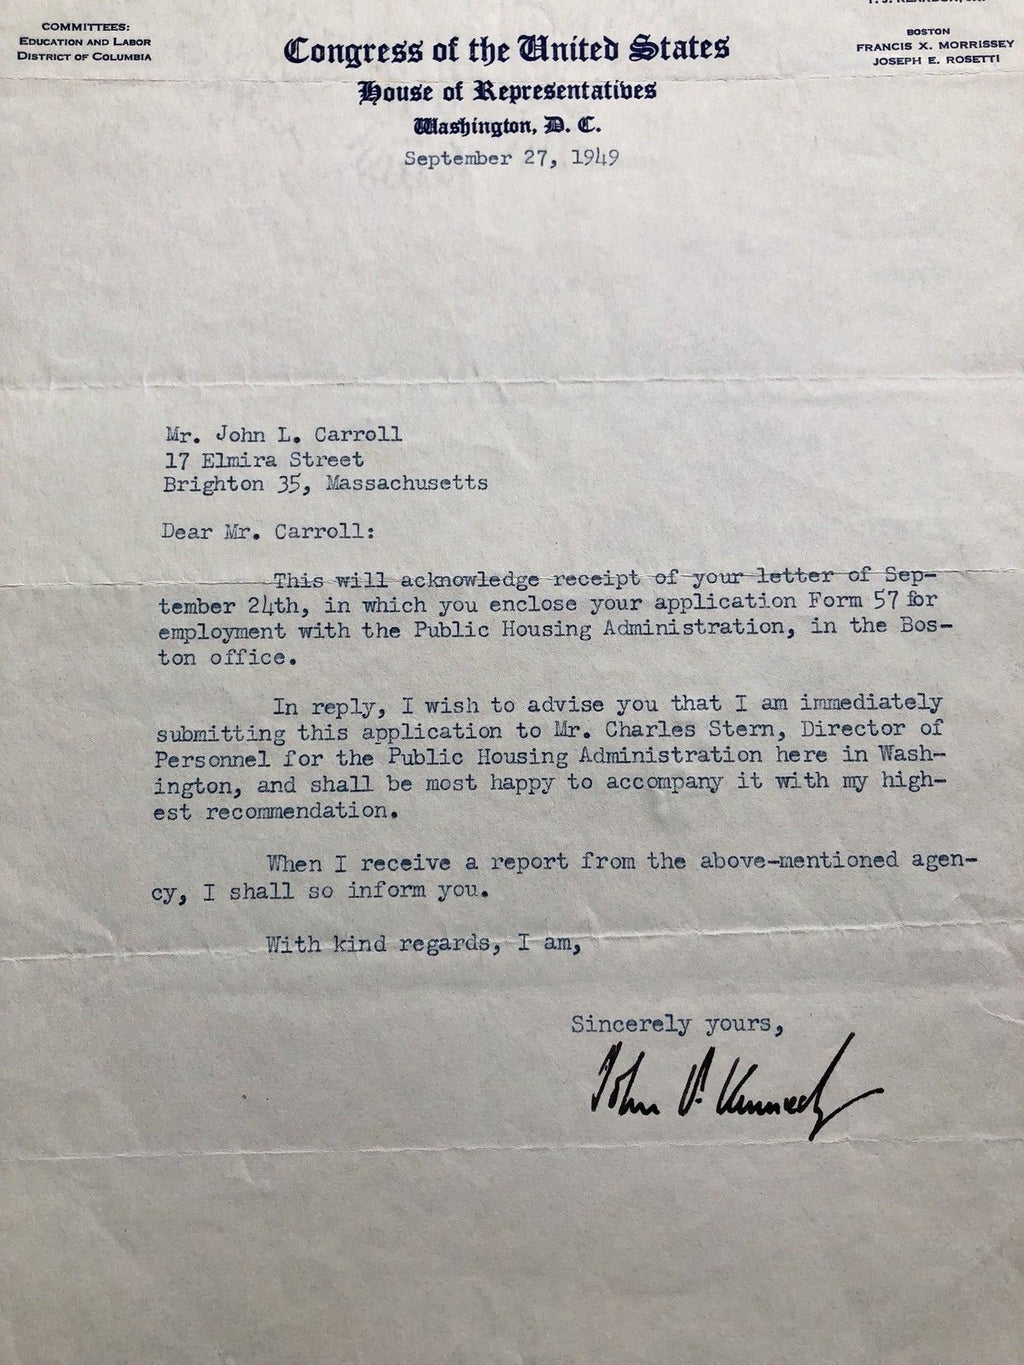 COMMITTEES:
EDUCATION AND LABOR
DISTRICT OF COLUMBIA
BOSTON
FRANCIS X. MORRISSEY
JOSEPH E. ROSETTI
Congress of the United States
House of Representatives
Washington, D. C.
September 27, 1949
Mr. John L. Carroll
17 Elmira Street
Brighton 35, Massachusetts
Dear Mr. Carroll:
This will acknowledge receipt of your letter of Sep-
tember 24th, in which you enclose your application Form 57 for
employment with the Public Housing Administration, in the Bos-
ton office.
In reply, I wish to advise you that I am immediately
submitting this application to Mr. Charles Stern, Director of
Personnel for the Public Housing Administration here in Wash-
ington, and shall be most happy to accompany it with my high-
est recommendation.
When I receive a report from the above-mentioned agen-
cy, I shall so inform you.
With kind regards, I am,
Sincerely yours,
John F. Kennedy